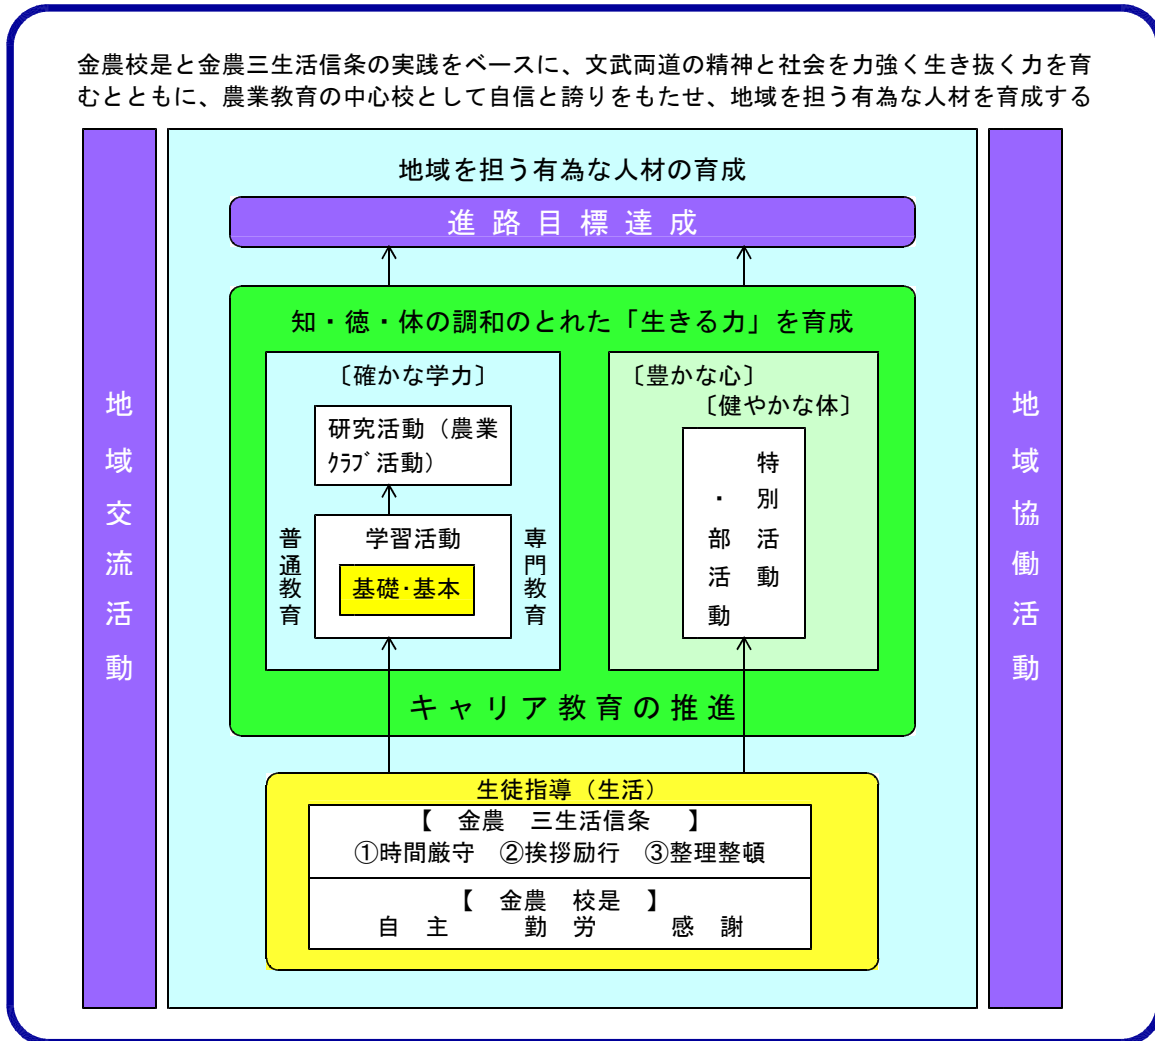 金農校是と金農三生活信条の実践をベースに、文武両道の精神と社会を力強く生き抜く力を育
むとともに、農業教育の中心校として自信と誇りをもたせ、地域を担う有為な人材を育成する
地域交流活動
地域を担う有為な人材の育成
進路目標達成
知・徳・体の調和のとれた「生きる力」を育成
〔確かな学力〕
研究活動（農業
ｸﾗﾌﾞ活動）
普通教育
学習活動
基礎･基本
専門教育
〔豊かな心〕
〔健やかな体〕
特別活動
・部活動
キャリア教育の推進
生徒指導（生活）
【　金農　三生活信条　】
①時間厳守　②挨拶励行　③整理整頓
【　金農　校是　】
自　主　　　勤　労　　　感　謝
地域協働活動